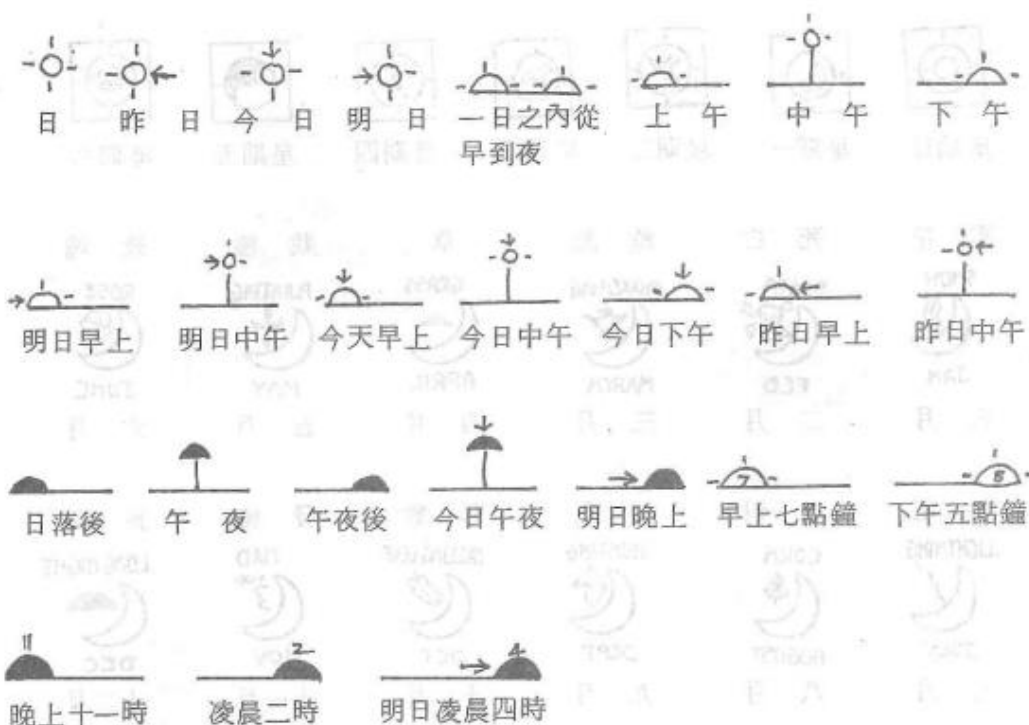 日 昨日 今日 明日 一日之內從 上午 中午 下午
早到夜
明日早上 明日中午 今天早上 今日中午 今日下午 昨日早上 昨日中午
7
日落後 午夜 午夜後 今日午夜 明日晚上 早上七點鐘 下午五點鐘
11 2 4
晚上十一時 凌晨二時 明日凌晨四時